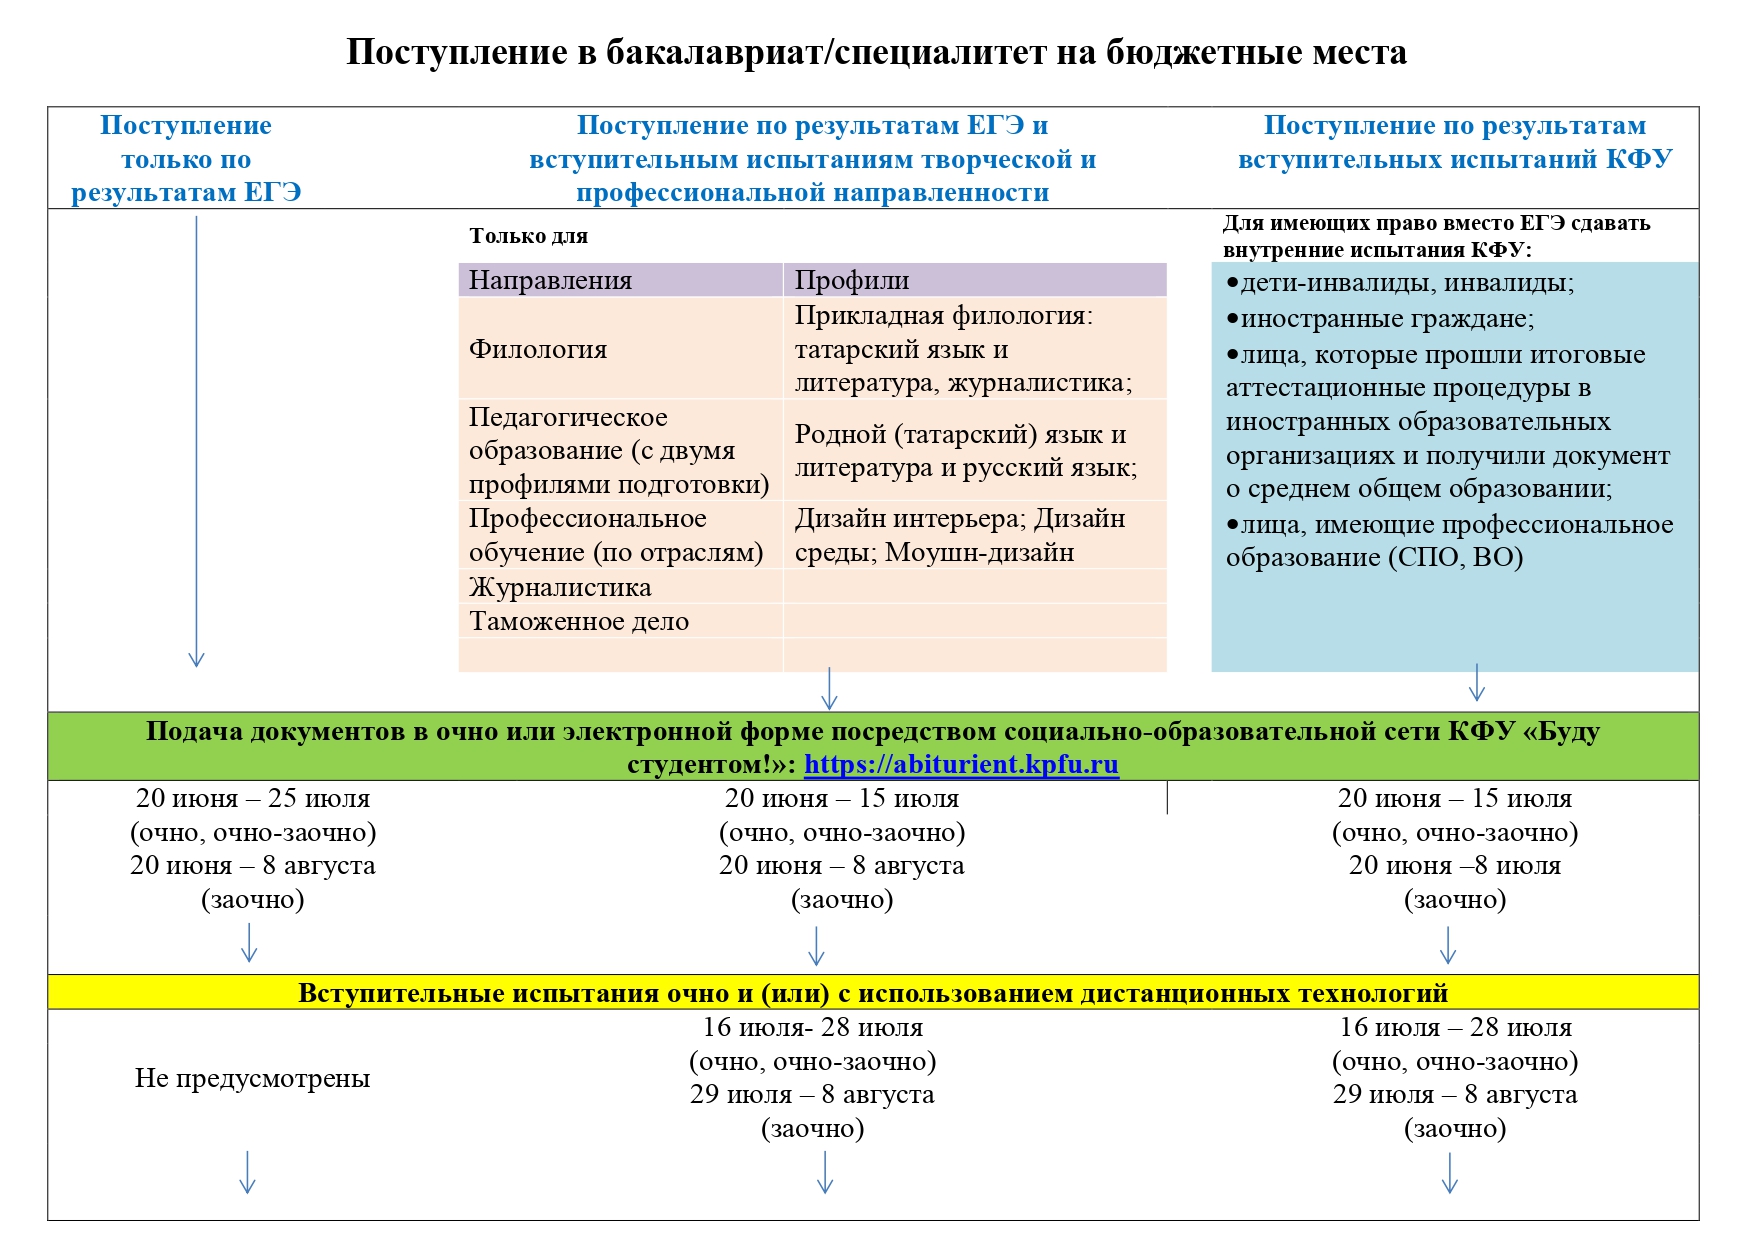 Поступление в бакалавриат/специалитет на бюджетные места
Поступление
только по
результатам ЕГЭ
Поступление по результатам ЕГЭ и
вступительным испытаниям творческой и
профессиональной направленности
Поступление по результатам
вступительных испытаний КФУ
Только для
Направления
Профили
Филология
Прикладная филология:
татарский язык и
литература, журналистика;
Педагогическое
образование (с двумя
профилями подготовки)
Родной (татарский) язык и
литература и русский язык;
Профессиональное
обучение (по отраслям)
Дизайн интерьера; Дизайн
среды; Моушн-дизайн
Журналистика
Таможенное дело
Для имеющих право вместо ЕГЭ сдавать
внутренние испытания КФУ:
•дети-инвалиды, инвалиды;
•иностранные граждане;
•лица, которые прошли итоговые
аттестационные процедуры в
иностранных образовательных
организациях и получили документ
о среднем общем образовании;
•лица, имеющие профессиональное
образование (СПО, ВО)
Подача документов в очно или электронной форме посредством социально-образовательной сети КФУ «Буду
студентом!»: https://abiturient.kpfu.ru
20 июня – 25 июля
(очно, очно-заочно)
20 июня – 8 августа
(заочно)
20 июня – 15 июля
(очно, очно-заочно)
20 июня – 8 августа
(заочно)
20 июня – 15 июля
(очно, очно-заочно)
20 июня –8 июля
(заочно)
Вступительные испытания очно и (или) с использованием дистанционных технологий
Не предусмотрены
16 июля- 28 июля
(очно, очно-заочно)
29 июля – 8 августа
(заочно)
16 июля – 28 июля
(очно, очно-заочно)
29 июля – 8 августа
(заочно)